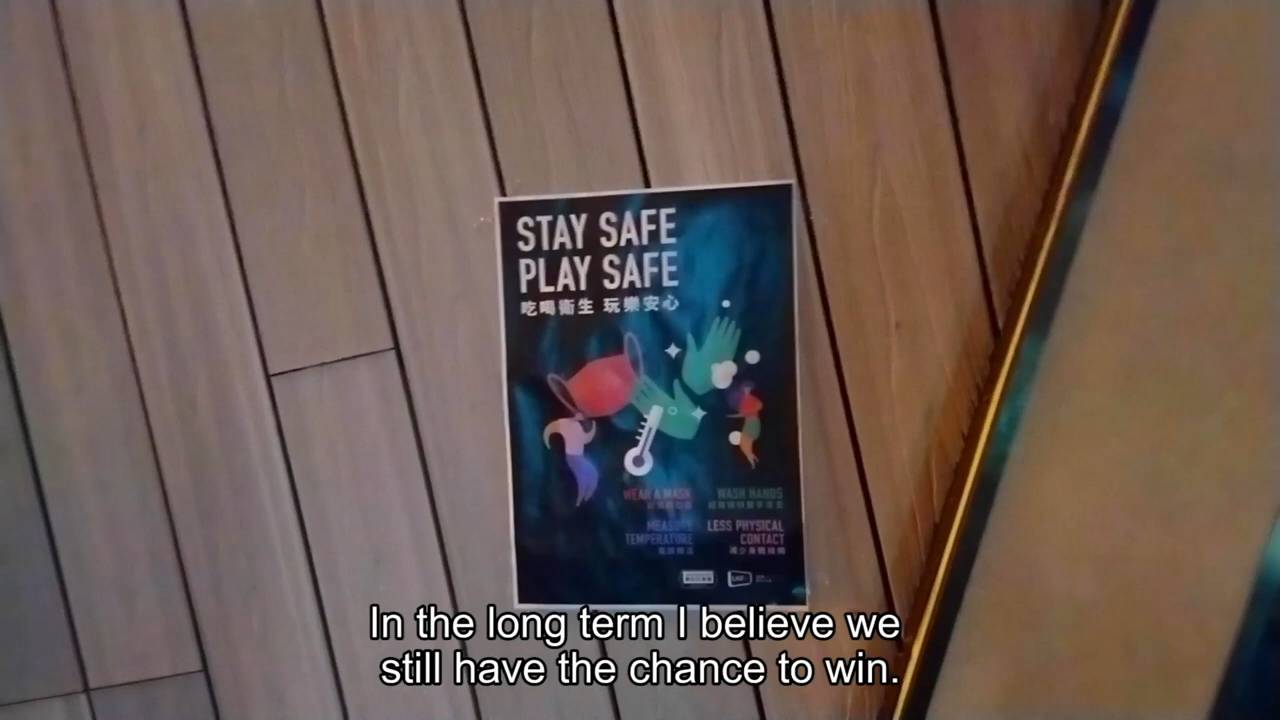 STAY SAFE
PLAY SAFE
吃喝衞生 玩樂安心
WEAR A MASK
WASH HANDS
MEASURE
TEMPERATURE
LESS PHYSICAL
CONTACT
減少身體接觸
In the long term I believe we
still have the chance to win.